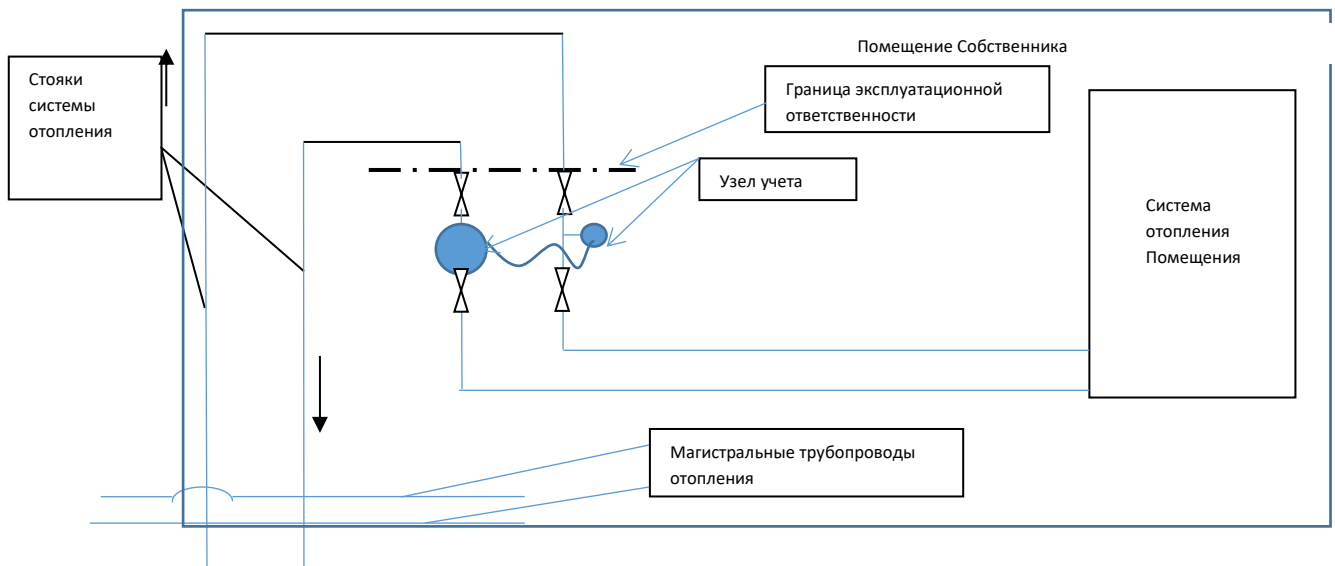 Помещение Собственника
Стояки
системы
отопления
Граница эксплуатационной
ответственности
Узел учета
Система
отопления
Помещения
Магистральные трубопроводы
отопления